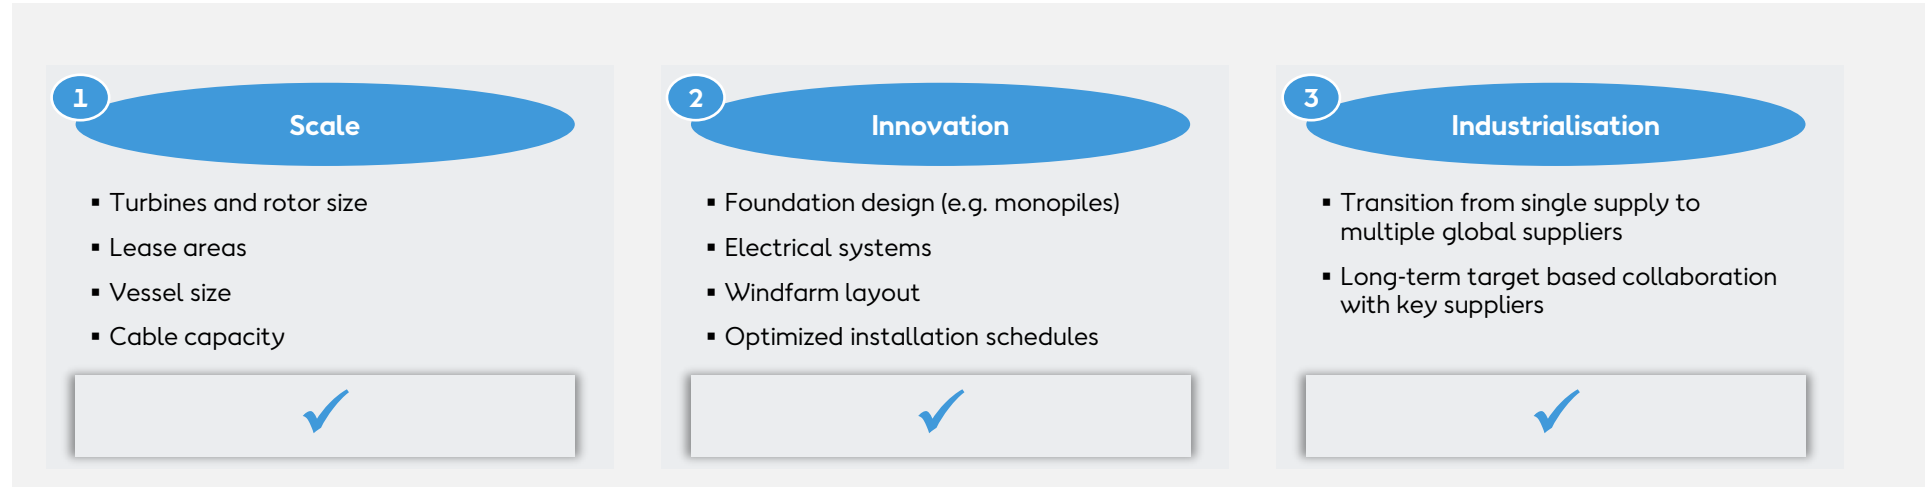 1
Scale
▪ Turbines and rotor size
▪ Lease areas
▪ Vessel size
▪ Cable capacity
✓
2
Innovation
▪ Foundation design (e.g. monopiles)
▪ Electrical systems
▪ Windfarm layout
▪ Optimized installation schedules
✓
3
Industrialisation
▪ Transition from single supply to
multiple global suppliers
▪ Long-term target based collaboration
with key suppliers
✓